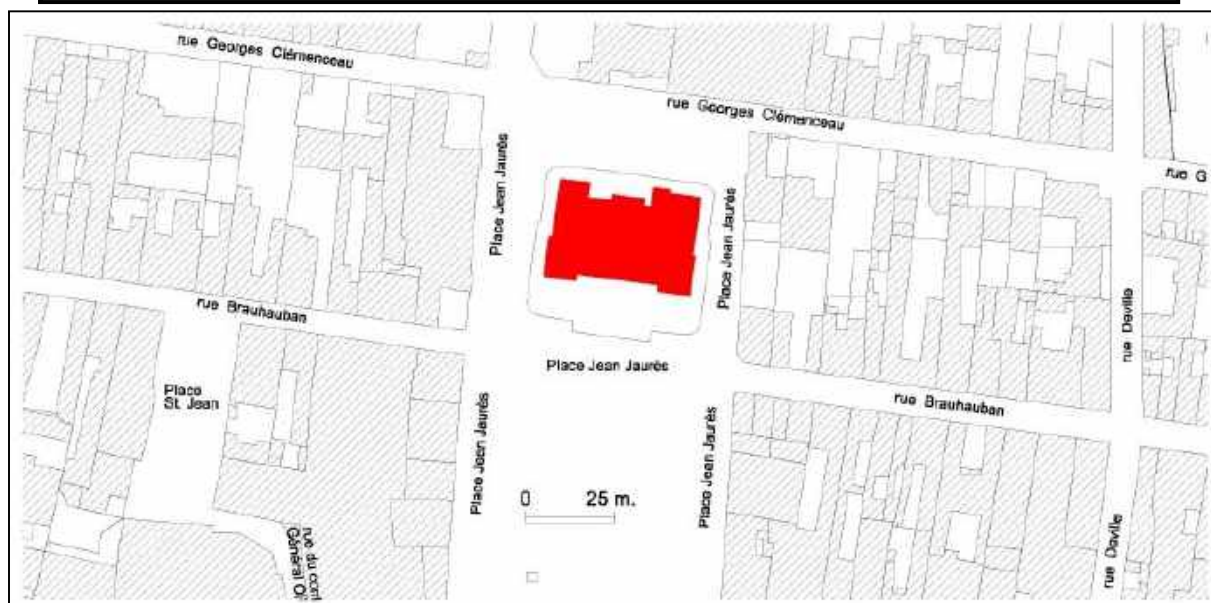 rue Georges Clémenceau
rue Georges Clémenceau
rue G
Place Jean Jaurès
Place Jean Jaurès
rue Brauhauban
rue Deville
Place Jean Jaurès
Place
St. Jean
rue Brauhauban
Place Jean Jaurès
Place Jean Jaurès
0 25 m.
rue du con
Général Ol
rue Deville